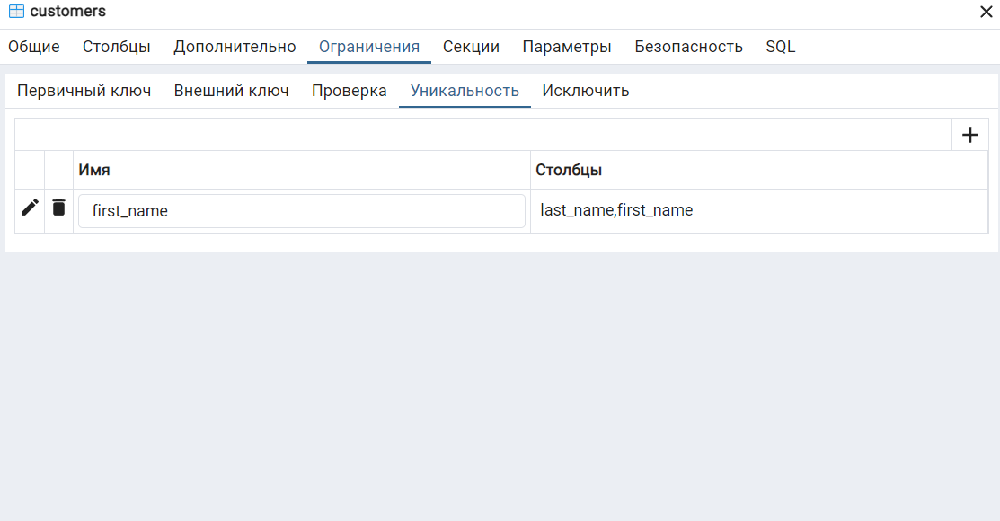 customers
Общие Столбцы Дополнительно Ограничения Секции Параметры Безопасность SQL
Первичный ключ Внешний ключ Проверка Уникальность Исключить
Имя Столбцы
first_name last_name,first_name